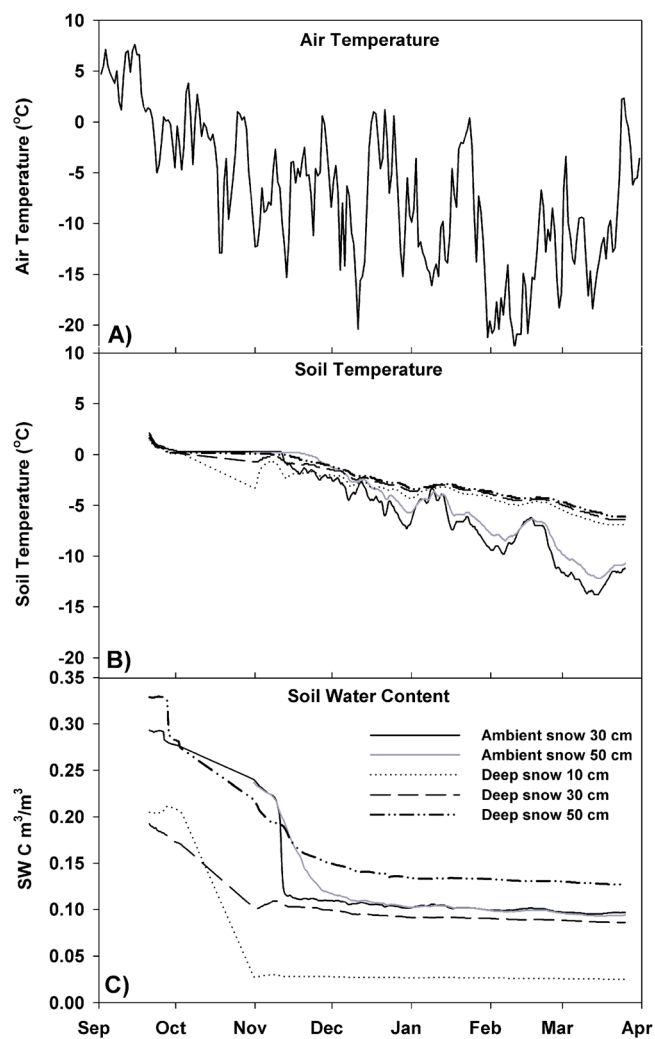 Air Temperature
Air Temperature (°C)
10
5
0
-5
-10
-15
-20
A)
Soil Temperature
Soil Temperature (°C)
10
5
0
-5
-10
-15
-20
B)
Soil Water Content
SW C m³/m³
0.35
0.30
0.25
0.20
0.15
0.10
0.05
0.00
Ambient snow 30 cm
Ambient snow 50 cm
Deep snow 10 cm
Deep snow 30 cm
Deep snow 50 cm
C)
Sep Oct Nov Dec Jan Feb Mar Apr